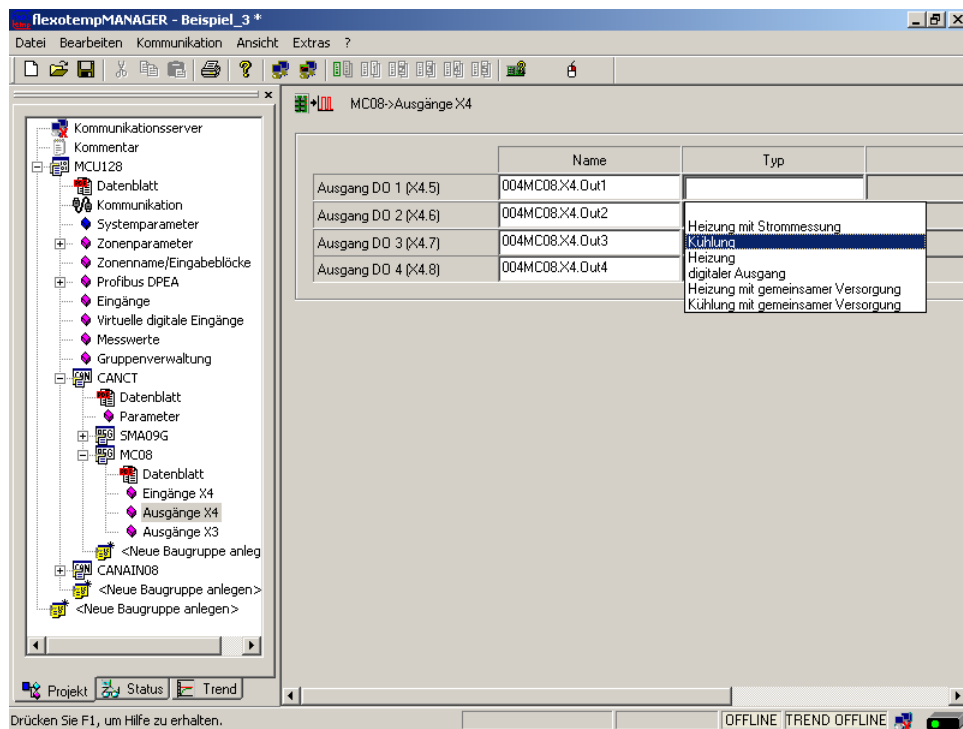 flexotempMANAGER - Beispiel_3 *
Datei Bearbeiten Kommunikation Ansicht Extras ?
MC08->Ausgänge X4
Kommunikationsserver
Kommentar
MCU128
Datenblatt
Kommunikation
Systemparameter
Zonenparameter
Zonenname/Eingabeblöcke
Profibus DPEA
Eingänge
Virtuelle digitale Eingänge
Messwerte
Gruppenverwaltung
CANCT
Datenblatt
Parameter
SMA09G
MC08
Datenblatt
Eingänge X4
Ausgänge X4
Ausgänge X3
<Neue Baugruppe anleg
CANAIN08
<Neue Baugruppe anlegen>
<Neue Baugruppe anlegen>
Projekt Status Trend
Name Typ
Ausgang DO 1 (X4.5) 004MC08.X4.Out1
Ausgang DO 2 (X4.6) 004MC08.X4.Out2
Ausgang DO 3 (X4.7) 004MC08.X4.Out3
Ausgang DO 4 (X4.8) 004MC08.X4.Out4
Heizung mit Strommessung
Kühlung
Heizung
digitaler Ausgang
Heizung mit gemeinsamer Versorgung
Kühlung mit gemeinsamer Versorgung
Drücken Sie F1, um Hilfe zu erhalten.
OFFLINE TREND OFFLINE